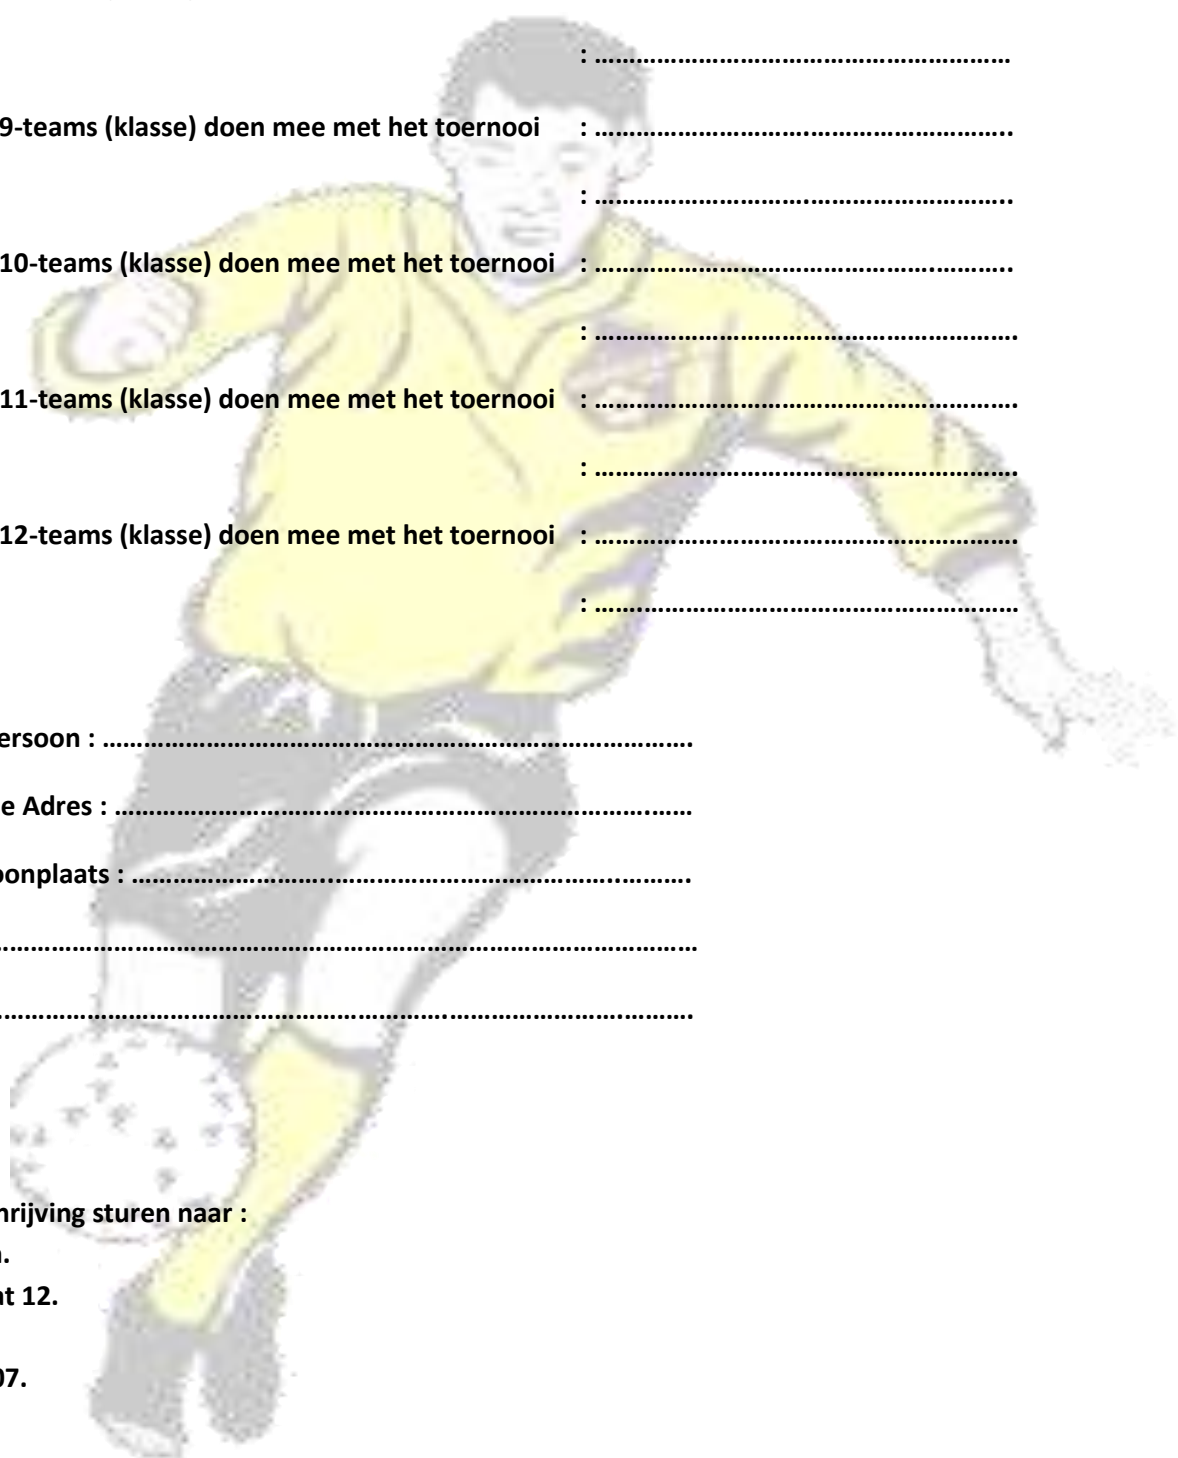 : ……………………………………………………
9-teams (klasse) doen mee met het toernooi : ………………………….………………………..
: ………………………….………………………..
10-teams (klasse) doen mee met het toernooi : ………………………………………….………..
: …………………………………………………….
11-teams (klasse) doen mee met het toernooi : …………………………………………………….
: …………………………………………………….
12-teams (klasse) doen mee met het toernooi : …………………………………………………….
: …….………………………………………………
ersoon : ………………………………………………………………………….
e Adres : …………………………….…………………………………….……
oonplaats : ………………………..…………………………………..……….
..………………………………………………………………………………………
.……………………………………………………….…………………….……….
hrijving sturen naar :
n.
at 12.
07.